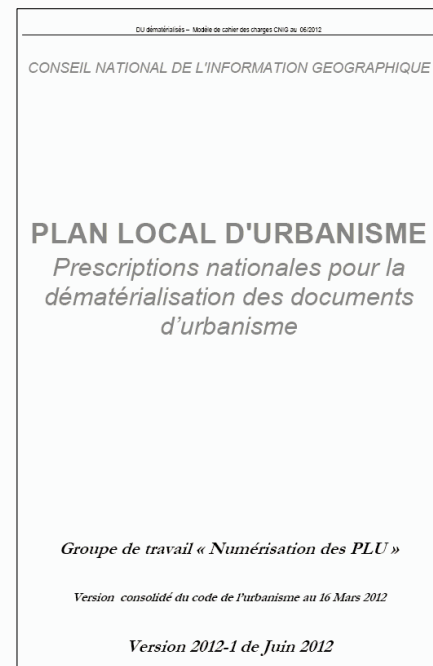 DU dématérialisés – Modèle de cahier des charges CNIG au 06/2012
CONSEIL NATIONAL DE L'INFORMATION GEOGRAPHIQUE
PLAN LOCAL D'URBANISME
Prescriptions nationales pour la
dématérialisation des documents
d'urbanisme
Groupe de travail « Numérisation des PLU »
Version consolidé du code de l'urbanisme au 16 Mars 2012
Version 2012-1 de Juin 2012